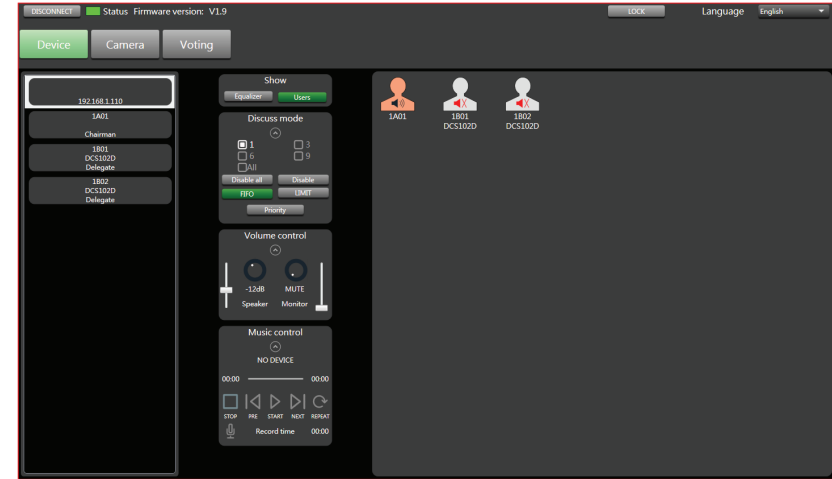 DISCONNECT Status Firmware version: V1.9 LOCK Language English
Device Camera Voting
192.168.1.110
1A01
Chairman
1B01
DCS102D
Delegate
1B02
DCS102D
Delegate
Show
Equalizer Users
Discuss mode
1 3
6 9
All
Disable all Disable
FIFO LIMIT
Priority
Volume control
-12dB MUTE
Speaker Monitor
Music control
NO DEVICE
00:00 00:00
STOP PRE START NEXT REPEAT
Record time 00:00
1A01 1B01 1B02
DCS102D DCS102D